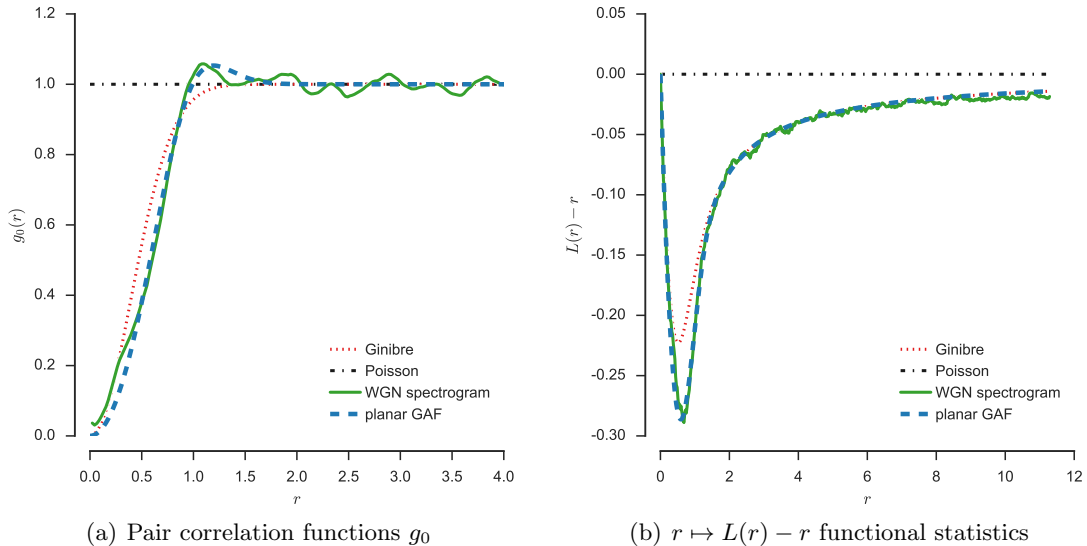 1.2
1.0
0.8
0.6
0.4
0.2
0.0
g₀(r)
0.0 0.5 1.0 1.5 2.0 2.5 3.0 3.5 4.0
r
Ginibre
Poisson
WGN spectrogram
planar GAF
(a) Pair correlation functions g₀
0.05
0.00
−0.05
−0.10
−0.15
−0.20
−0.25
−0.30
L(r) − r
0 2 4 6 8 10 12
r
Ginibre
Poisson
WGN spectrogram
planar GAF
(b) r ↦ L(r) − r functional statistics